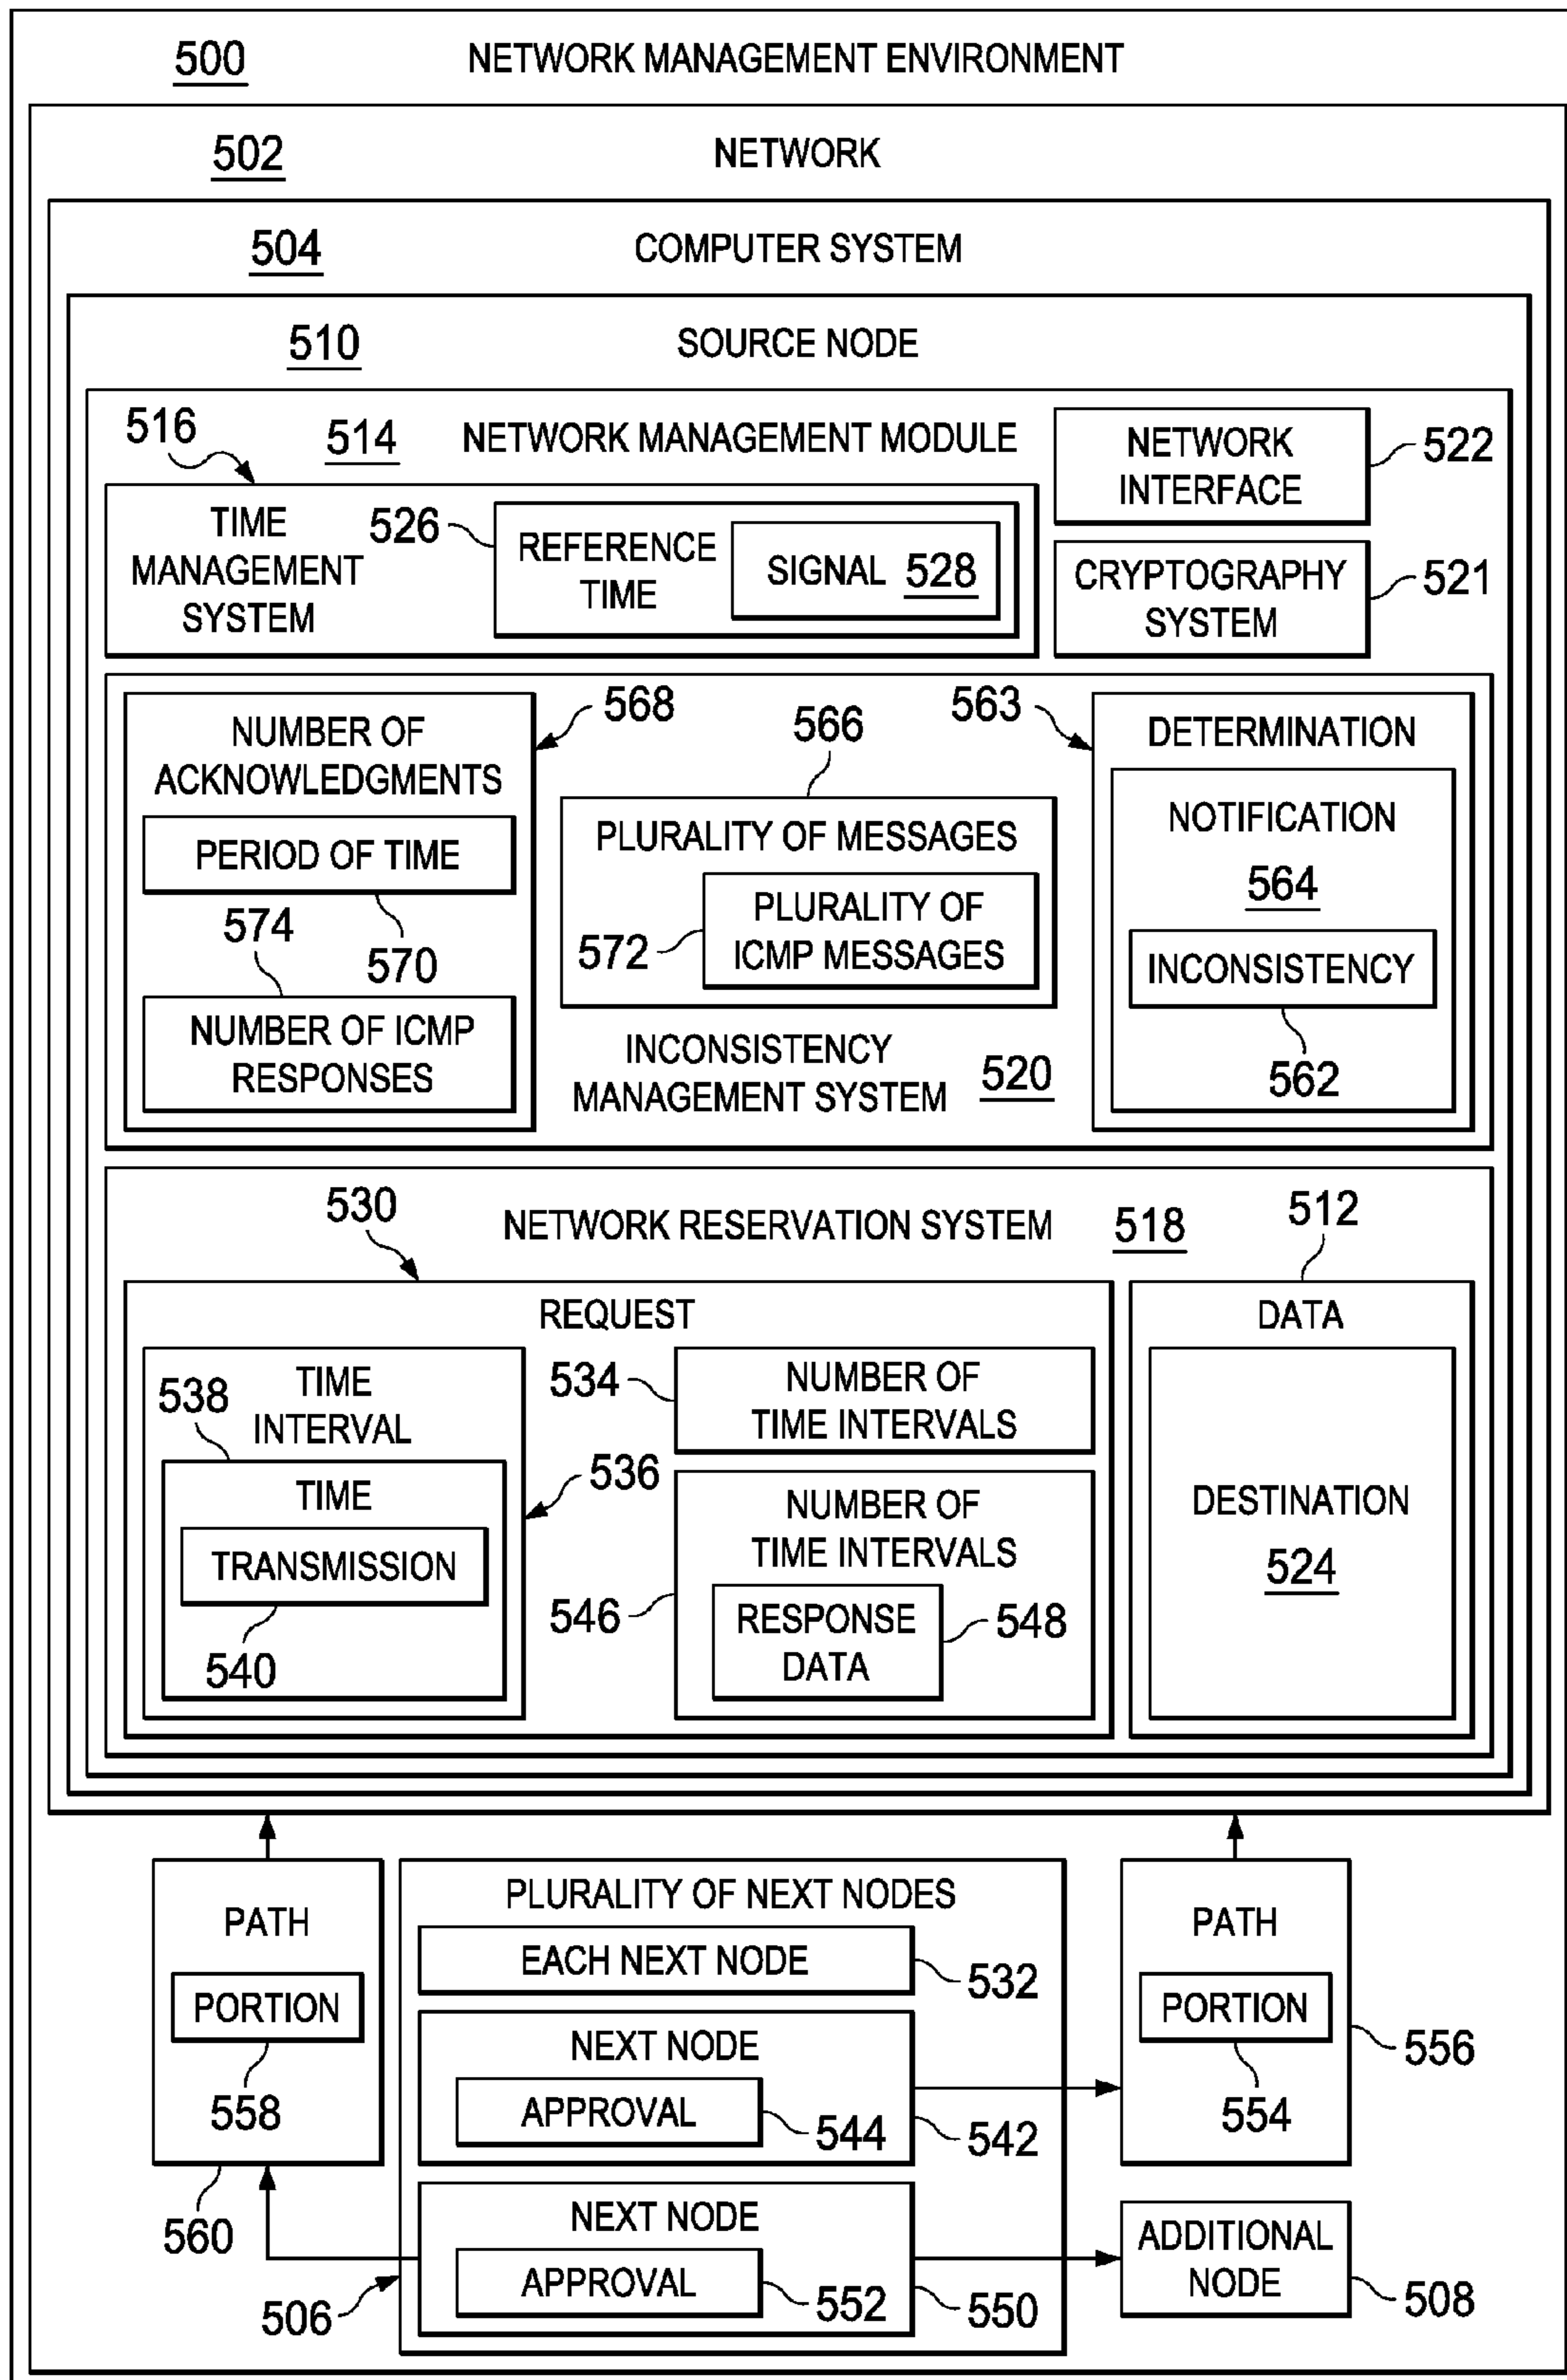 500 NETWORK MANAGEMENT ENVIRONMENT
502 NETWORK
504 COMPUTER SYSTEM
510 SOURCE NODE
516 514 NETWORK MANAGEMENT MODULE
NETWORK
INTERFACE
522
TIME
MANAGEMENT
SYSTEM
526
REFERENCE
TIME
SIGNAL 528
CRYPTOGRAPHY
SYSTEM
521
NUMBER OF
ACKNOWLEDGMENTS
568
PERIOD OF TIME
574
570
NUMBER OF ICMP
RESPONSES
566
PLURALITY OF MESSAGES
PLURALITY OF
ICMP MESSAGES
572
INCONSISTENCY
MANAGEMENT SYSTEM 520
563
DETERMINATION
NOTIFICATION
564
INCONSISTENCY
562
530
NETWORK RESERVATION SYSTEM 518
512
REQUEST
TIME
INTERVAL
538
TIME
536
TRANSMISSION
540
534
NUMBER OF
TIME INTERVALS
NUMBER OF
TIME INTERVALS
546
RESPONSE
DATA
548
DATA
DESTINATION
524
PATH
PORTION
558
560
PLURALITY OF NEXT NODES
EACH NEXT NODE
532
NEXT NODE
APPROVAL
544
542
NEXT NODE
APPROVAL
552
550
506
PATH
PORTION
554
556
ADDITIONAL
NODE
508